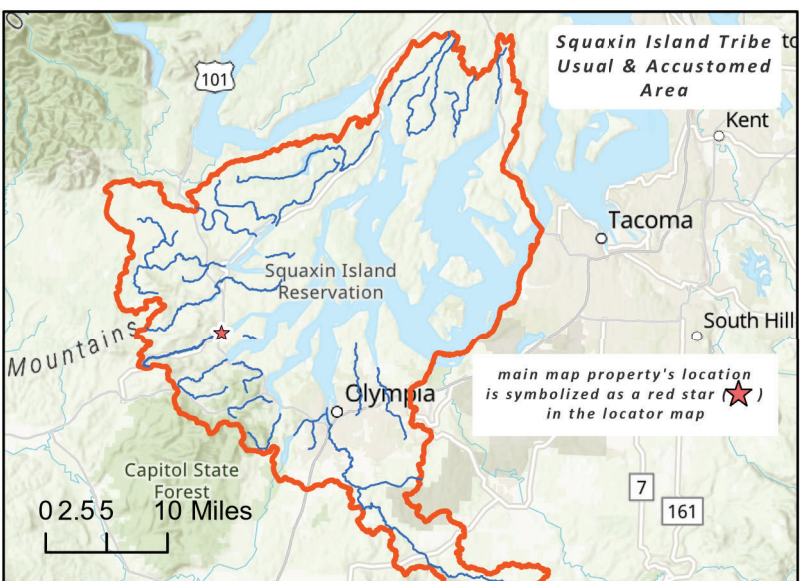 Squaxin Island Tribe
Usual & Accustomed
Area
101
Kent
Tacoma
Squaxin Island
Reservation
South Hill
Mountains
main map property's location
is symbolized as a red star ( )
in the locator map
Olympia
Capitol State
Forest
7
161
0 2.5 5 10 Miles